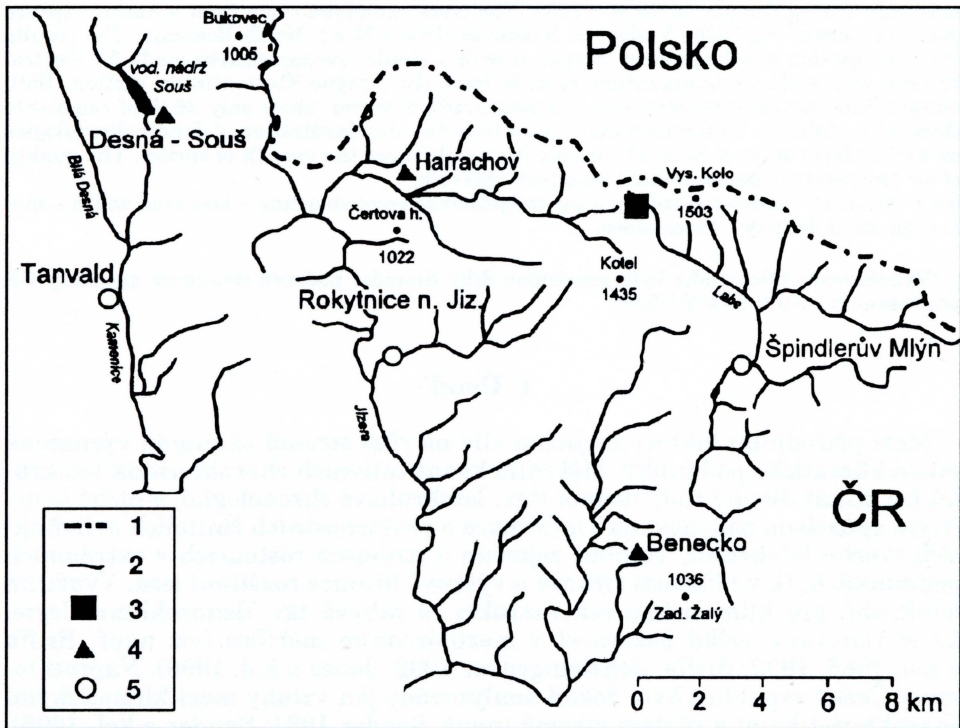 Bukovec
1005
vod. nádrž
Souš
Desná - Souš
Polsko
Harrachov
Vys. Kolo
1503
Čertova h.
1022
Kotel
1435
Bílá Desná
Tanvald
Kamenice
Rokytnice n. Jiz.
Labe
Špindlerův Mlýn
Jizera
ČR
Benecko
1036
Zad. Žalý
1
2
3
4
5
0 2 4 6 8 km